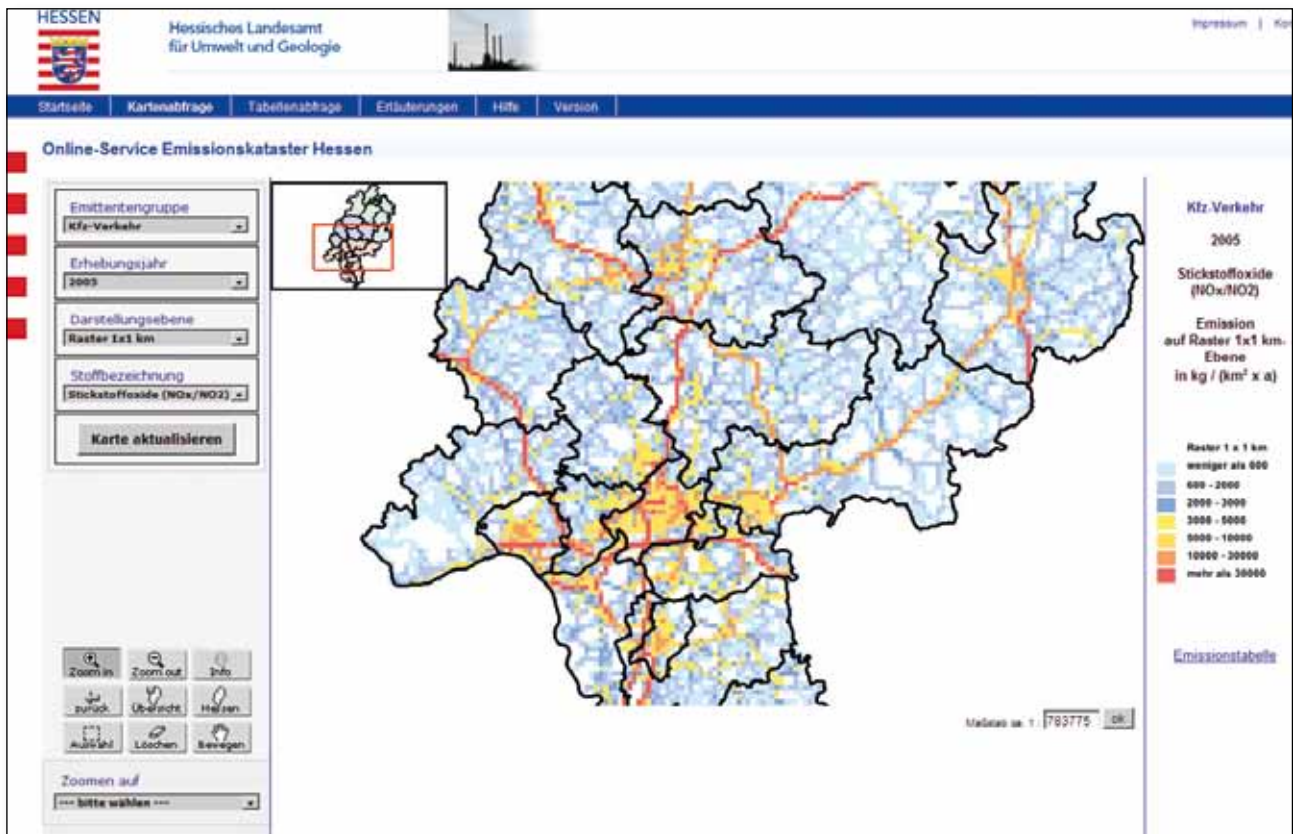 HESSEN
Hessisches Landesamt
für Umwelt und Geologie
Impressum |
Startseite | Kartenabfrage | Tabellenabfrage | Erläuterungen | Hilfe | Version
Online-Service Emissionskataster Hessen
Emittentengruppe
Kfz-Verkehr
Erhebungsjahr
2005
Darstellungsebene
Raster 1x1 km
Stoffbezeichnung
Stickstoffoxide (NOx/NO2)
Karte aktualisieren
Zoom in
Zoom out
Info
zurück
Übersicht
Hessen
Auswahl
Löschen
Bewegen
Zoomen auf
--- bitte wählen ---
Kfz-Verkehr
2005
Stickstoffoxide
(NOx/NO2)
Emission
auf Raster 1x1 km-
Ebene
in kg / (km² x a)
Raster 1 x 1 km
weniger als 600
600 - 2000
2000 - 3000
3000 - 5000
5000 - 10000
10000 - 30000
mehr als 30000
Emissionstabelle
Maßstab ca. 1 : 783775 ok